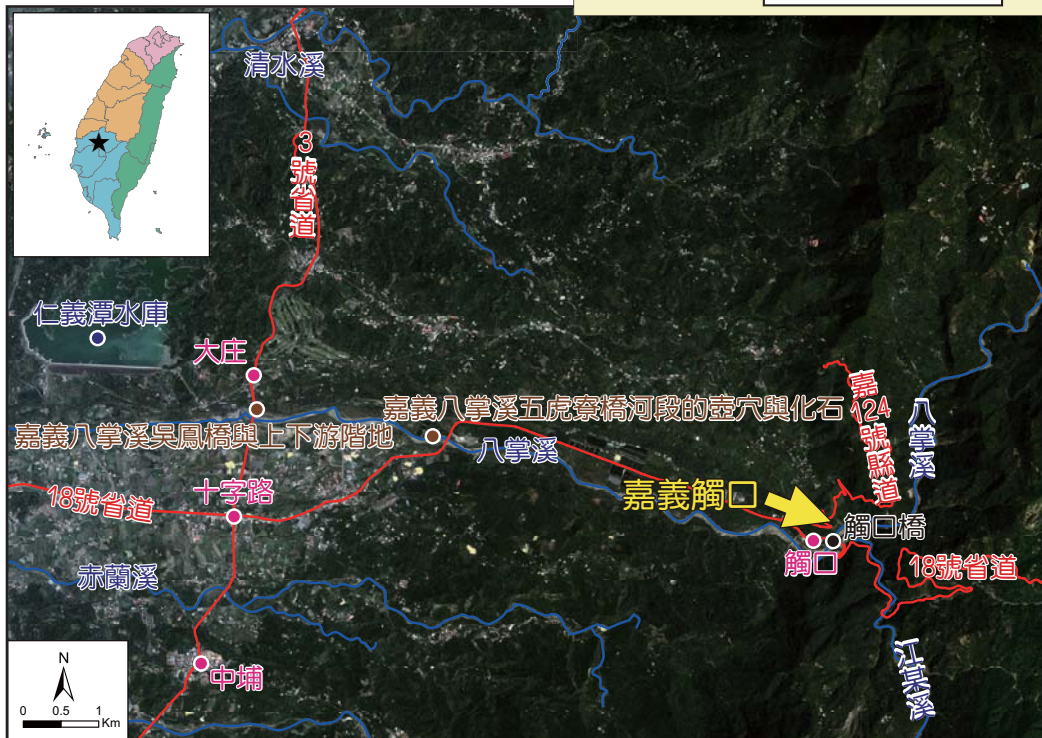 清水溪
3號省道
仁義潭水庫
大庄
嘉義八掌溪五虎寮橋河段的壺穴與化石
嘉義八掌溪吳鳳橋與上下游階地
八掌溪
嘉124號縣道
八掌溪
18號省道
十字路
嘉義觸口
觸口橋
觸口
18號省道
赤蘭溪
中埔
江某溪
N
0 0.5 1
Km